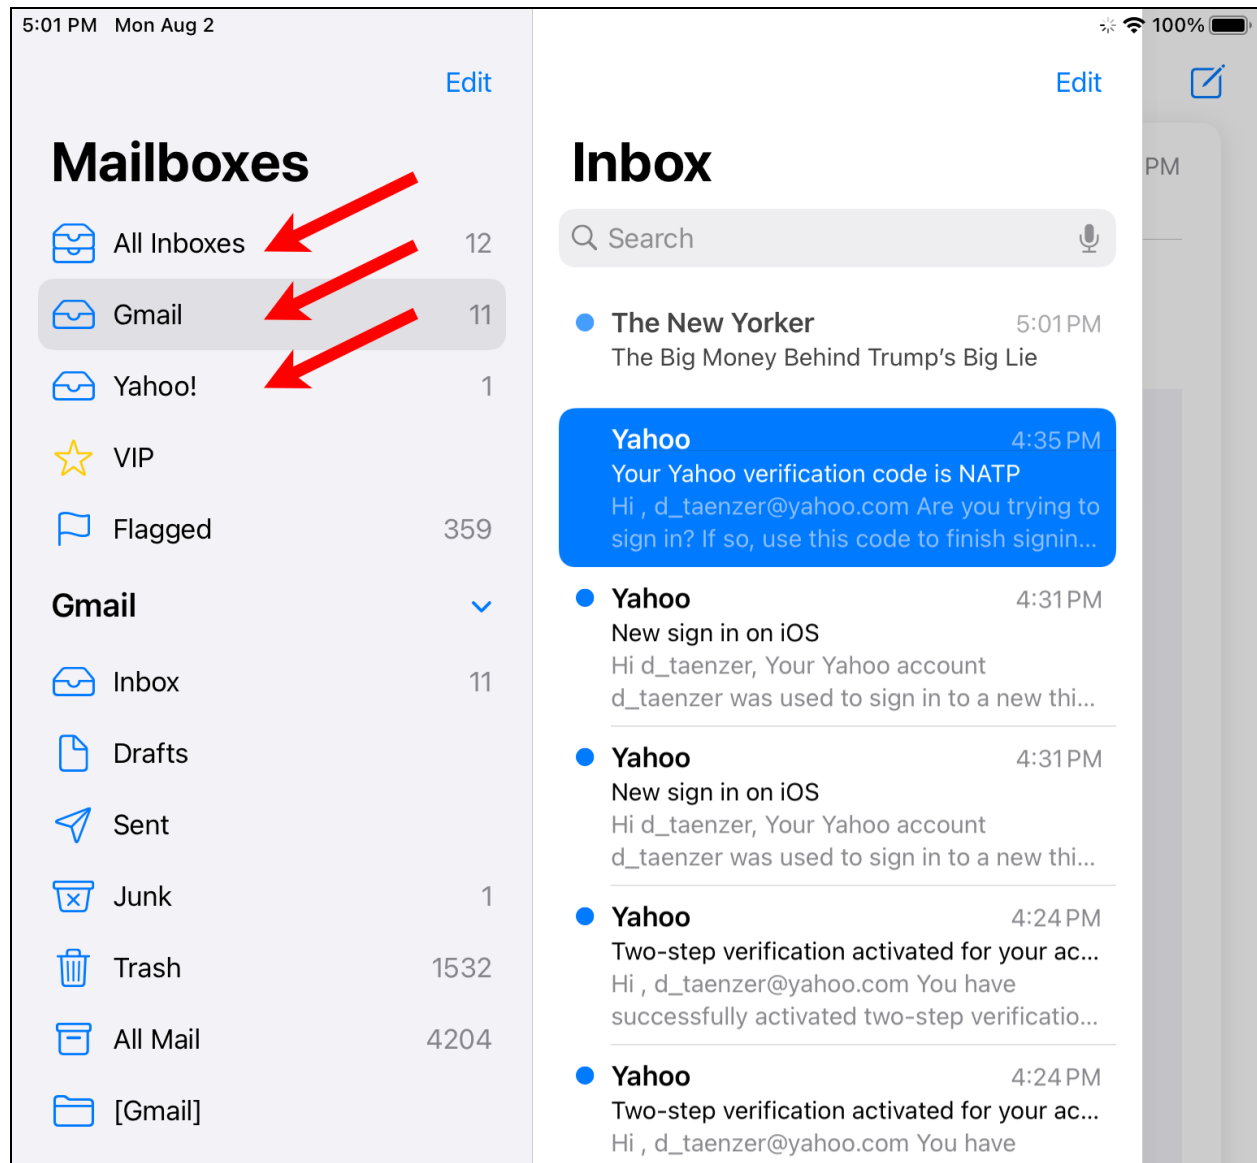 5:01 PM Mon Aug 2
100%
Edit
Mailboxes
All Inboxes 12
Gmail 11
Yahoo! 1
VIP
Flagged 359
Gmail
Inbox 11
Drafts
Sent
Junk 1
Trash 1532
All Mail 4204
[Gmail]
Edit
Inbox
Search
The New Yorker 5:01 PM
The Big Money Behind Trump's Big Lie
Yahoo 4:35 PM
Your Yahoo verification code is NATP
Hi , d_taenzer@yahoo.com Are you trying to
sign in? If so, use this code to finish signin...
Yahoo 4:31 PM
New sign in on iOS
Hi d_taenzer, Your Yahoo account
d_taenzer was used to sign in to a new thi...
Yahoo 4:31 PM
New sign in on iOS
Hi d_taenzer, Your Yahoo account
d_taenzer was used to sign in to a new thi...
Yahoo 4:24 PM
Two-step verification activated for your ac...
Hi , d_taenzer@yahoo.com You have
successfully activated two-step verificatio...
Yahoo 4:24 PM
Two-step verification activated for your ac...
Hi , d_taenzer@yahoo.com You have
PM